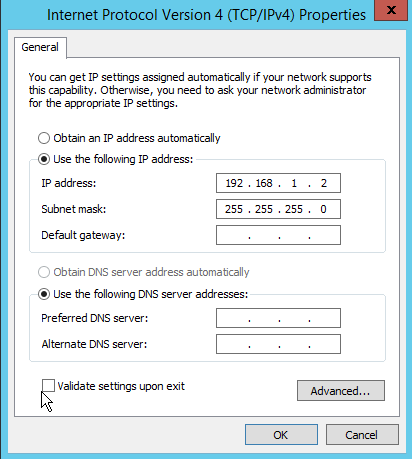 Internet Protocol Version 4 (TCP/IPv4) Properties
x
General
You can get IP settings assigned automatically if your network supports
this capability. Otherwise, you need to ask your network administrator
for the appropriate IP settings.
Obtain an IP address automatically
Use the following IP address:
IP address: 192 . 168 . 1 . 2
Subnet mask: 255 . 255 . 255 . 0
Default gateway: . . .
Obtain DNS server address automatically
Use the following DNS server addresses:
Preferred DNS server: . . .
Alternate DNS server: . . .
Validate settings upon exit
Advanced...
OK Cancel